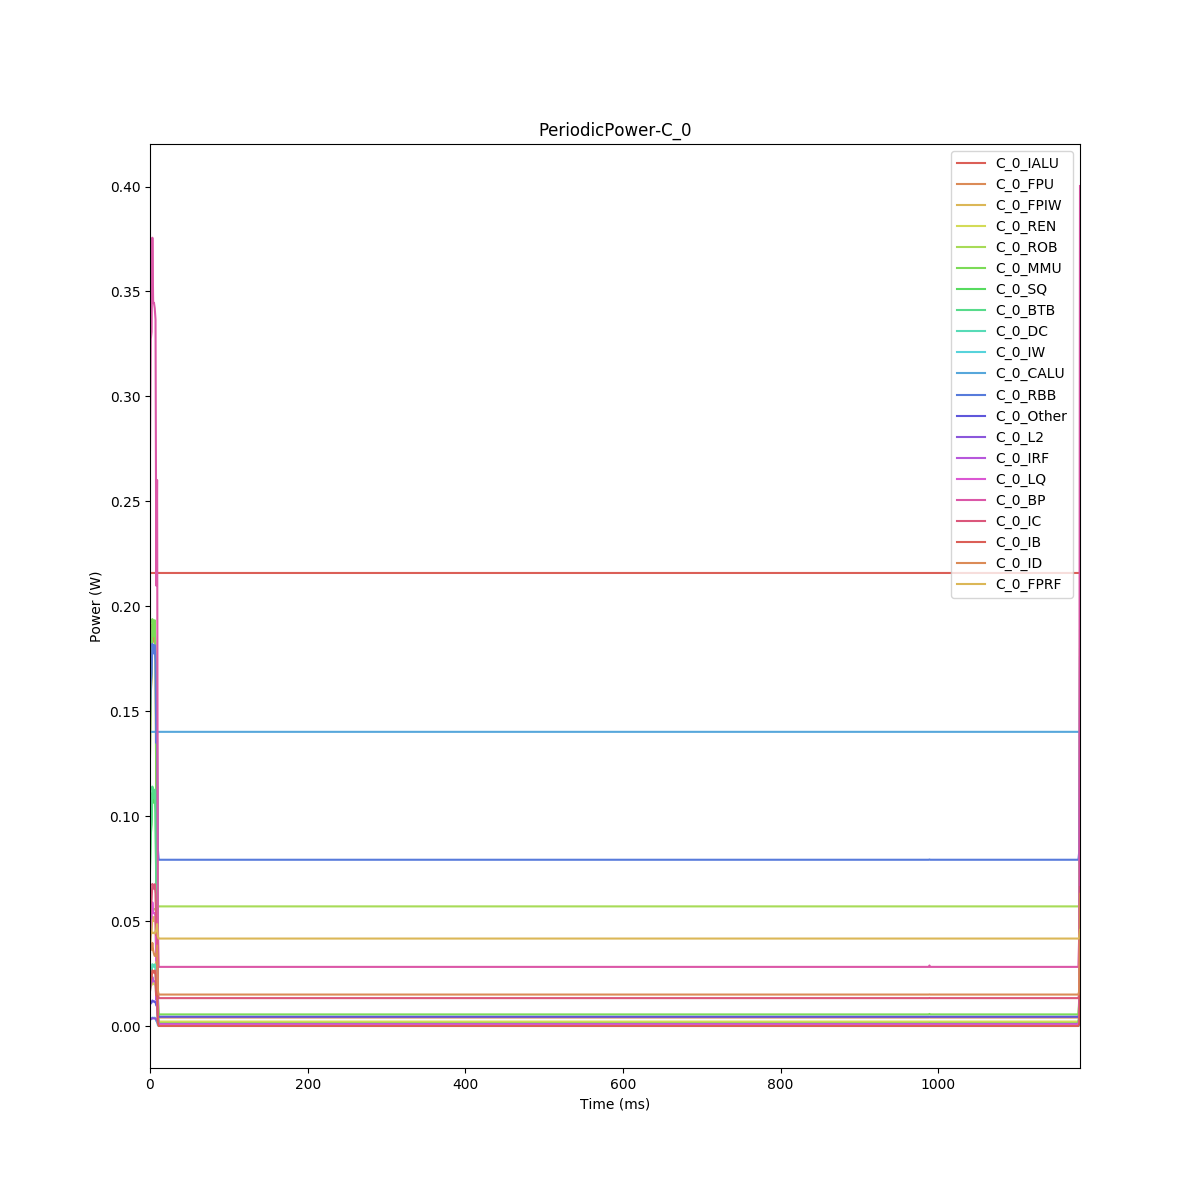 PeriodicPower-C_0
0.40
0.35
0.30
0.25
0.20
0.15
0.10
0.05
0.00
Power (W)
C_0_IALU
C_0_FPU
C_0_FPIW
C_0_REN
C_0_ROB
C_0_MMU
C_0_SQ
C_0_BTB
C_0_DC
C_0_IW
C_0_CALU
C_0_RBB
C_0_Other
C_0_L2
C_0_IRF
C_0_LQ
C_0_BP
C_0_IC
C_0_IB
C_0_ID
C_0_FPRF
0 200 400 600 800 1000
Time (ms)